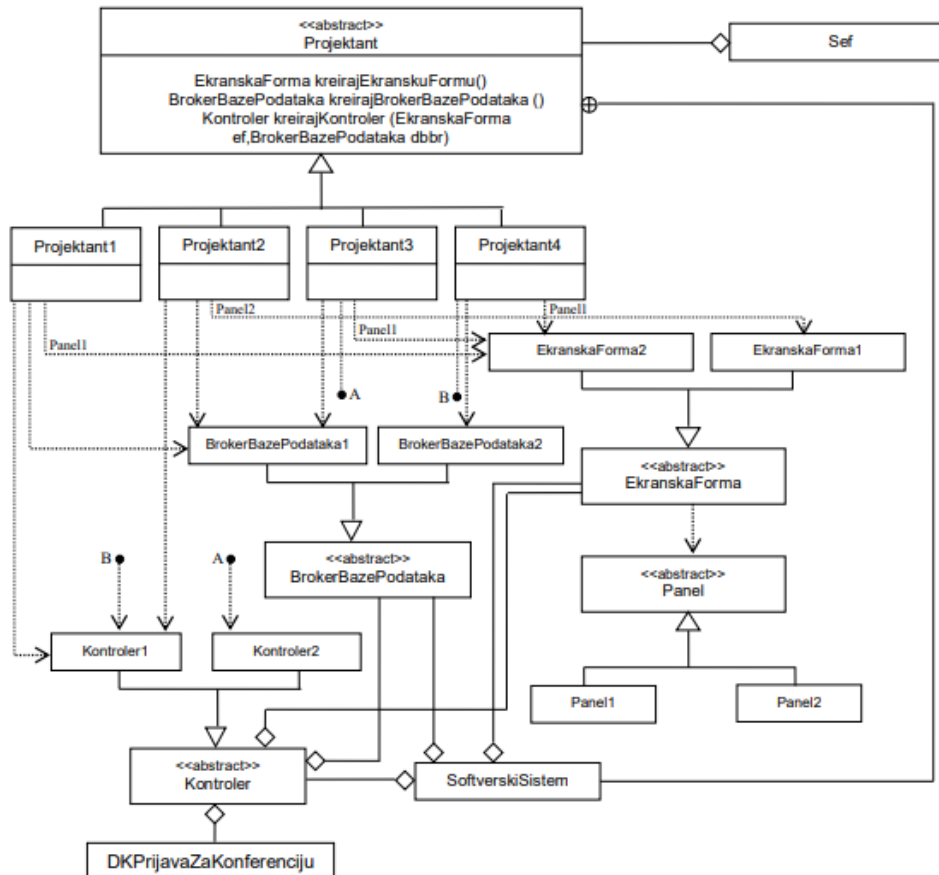 <<abstract>>
Projektant
Sef
EkranskaForma kreirajEkranskuFormu()
BrokerBazePodataka kreirajBrokerBazePodataka ()
Kontroler kreirajKontroler (EkranskaForma
ef,BrokerBazePodataka dbbr)
Projektant1
Projektant2
Projektant3
Projektant4
Panel2
Panel1
Panel1
Panel1
EkranskaForma2
EkranskaForma1
A
B
BrokerBazePodataka1
BrokerBazePodataka2
<<abstract>>
EkranskaForma
<<abstract>>
BrokerBazePodataka
<<abstract>>
Panel
B
A
Kontroler1
Kontroler2
Panel1
Panel2
<<abstract>>
Kontroler
SoftverskiSistem
DKPrijavaZaKonferenciju